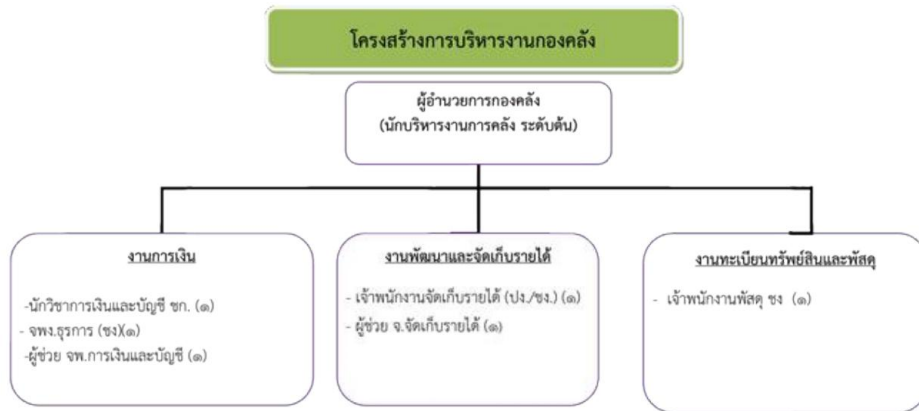 โครงสร้างการบริหารงานกองคลัง
ผู้อำนวยการกองคลัง
(นักบริหารงานการคลัง ระดับต้น)
งานการเงิน
-นักวิชาการเงินและบัญชี ชก. (๑)
- จพง.ธุรการ (ชง)(๑)
-ผู้ช่วย จพ.การเงินและบัญชี (๑)
งานพัฒนาและจัดเก็บรายได้
- เจ้าพนักงานจัดเก็บรายได้ (ปง./ชง.) (๑)
- ผู้ช่วย จ.จัดเก็บรายได้ (๑)
งานทะเบียนทรัพย์สินและพัสดุ
- เจ้าพนักงานพัสดุ ชง (๑)